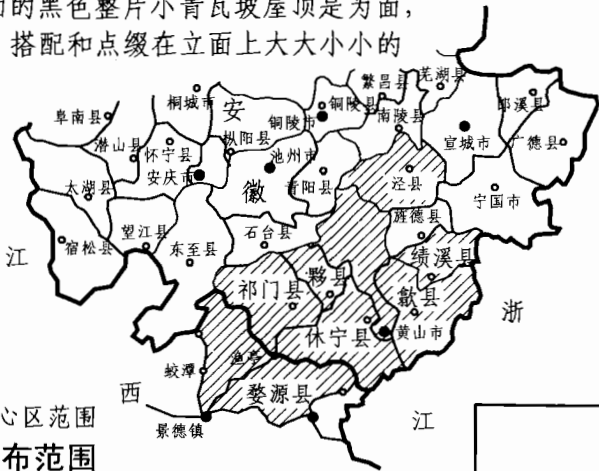 的黑色整片小青瓦坡屋顶是为面，
搭配和点缀在立面上大大小小的
芜湖县
繁昌县
郎溪县
桐城市
安
铜陵县
阜南县
铜陵市
南陵县
宣城市
广德县
潜山县
怀宁县
枞阳县
池州市
安庆市
青阳县
泾县
太湖县
徽
宁国市
旌德县
望江县
石台县
宿松县
东至县
绩溪县
江
黟县
祁门县
歙县
浙
休宁县
黄山市
渔亭
蛟潭
西
婺源县
心区范围
景德镇
江
布范围